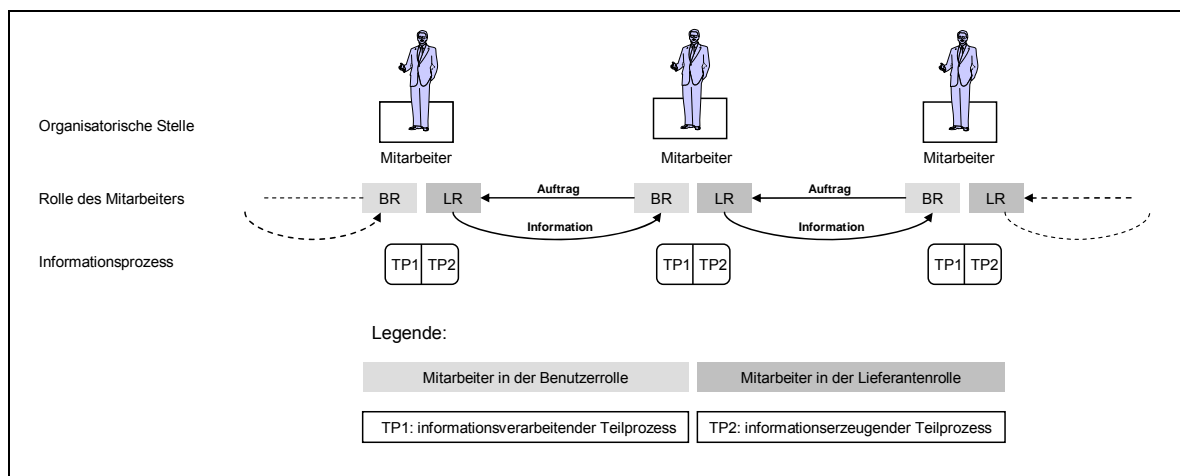 Organisatorische Stelle
Mitarbeiter Mitarbeiter Mitarbeiter
Rolle des Mitarbeiters
BR LR Auftrag BR LR Auftrag BR LR
Information Information
Informationsprozess
TP1 TP2 TP1 TP2 TP1 TP2
Legende:
Mitarbeiter in der Benutzerrolle Mitarbeiter in der Lieferantenrolle
TP1: informationsverarbeitender Teilprozess TP2: informationserzeugender Teilprozess